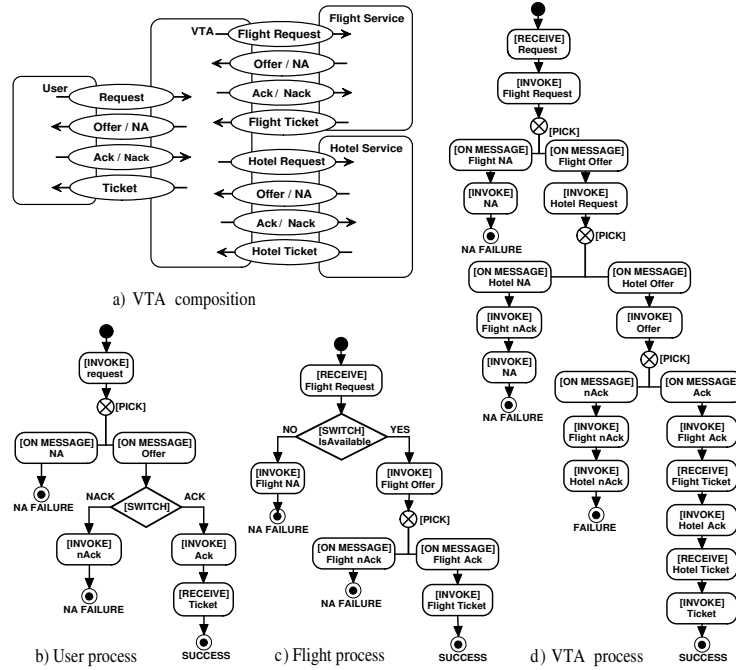 Flight Service
VTA
Flight Request
Offer / NA
Ack / Nack
Flight Ticket
User
Request
Offer / NA
Ack / Nack
Ticket
Hotel Service
Hotel Request
Offer / NA
Ack / Nack
Hotel Ticket
a) VTA composition
[INVOKE]
request
[PICK]
[ON MESSAGE]
NA
[ON MESSAGE]
Offer
NA FAILURE
NACK
[SWITCH]
ACK
[INVOKE]
nAck
[INVOKE]
Ack
NA FAILURE
[RECEIVE]
Ticket
SUCCESS
b) User process
[RECEIVE]
Flight Request
NO
[SWITCH]
IsAvailable
YES
[INVOKE]
Flight NA
[INVOKE]
Flight Offer
NA FAILURE
[PICK]
[ON MESSAGE]
Flight nAck
[ON MESSAGE]
Flight Ack
NA FAILURE
[INVOKE]
Flight Ticket
SUCCESS
c) Flight process
[RECEIVE]
Request
[INVOKE]
Flight Request
[PICK]
[ON MESSAGE]
Flight NA
[ON MESSAGE]
Flight Offer
[INVOKE]
NA
[INVOKE]
Hotel Request
NA FAILURE
[PICK]
[ON MESSAGE]
Hotel NA
[ON MESSAGE]
Hotel Offer
[INVOKE]
Flight nAck
[INVOKE]
Offer
[INVOKE]
NA
[PICK]
NA FAILURE
[ON MESSAGE]
nAck
[ON MESSAGE]
Ack
[INVOKE]
Flight nAck
[INVOKE]
Flight Ack
[INVOKE]
Hotel nAck
[RECEIVE]
Flight Ticket
FAILURE
[INVOKE]
Hotel Ack
[RECEIVE]
Hotel Ticket
[INVOKE]
Ticket
SUCCESS
d) VTA process